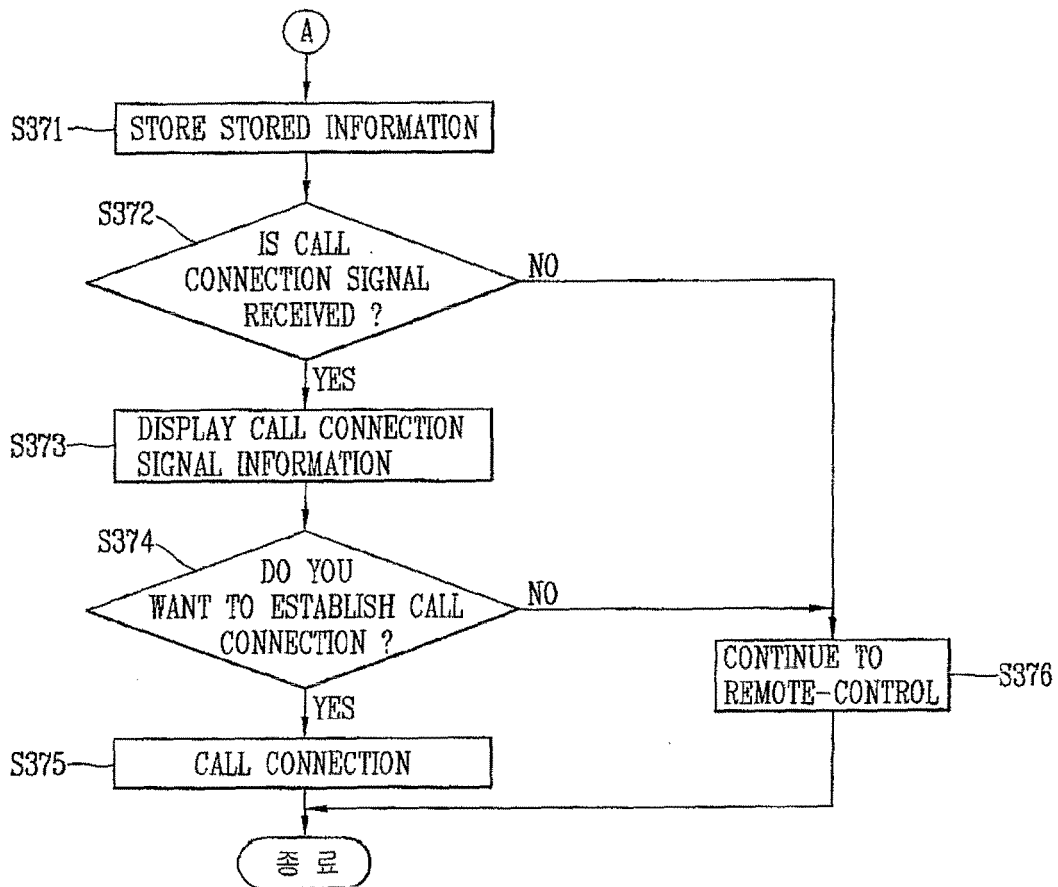 A
S371
STORE STORED INFORMATION
S372
IS CALL
CONNECTION SIGNAL
RECEIVED ?
NO
YES
S373
DISPLAY CALL CONNECTION
SIGNAL INFORMATION
S374
DO YOU
WANT TO ESTABLISH CALL
CONNECTION ?
NO
YES
CONTINUE TO
REMOTE-CONTROL
S376
S375
CALL CONNECTION
종료